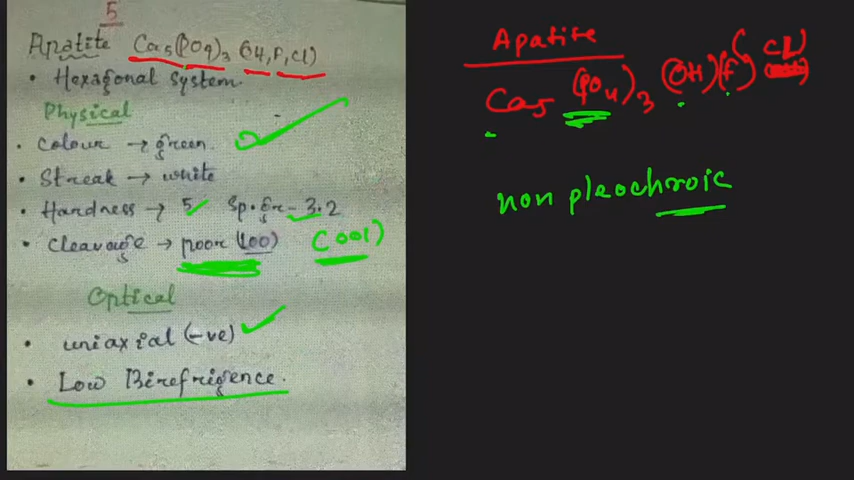 5
Apatite Ca5(PO4)3 (OH,F,Cl)
• Hexagonal System.
Physical
• Colour → green.
• Streak → white
• Hardness → 5 Sp.Gr - 3.2
• Cleavage → poor (100) (001)
Optical
• uniaxial (-ve)
• Low Birefrigence.
Apatite
Ca5 (PO4)3 (OH)(F)(Cl)
non pleochroic